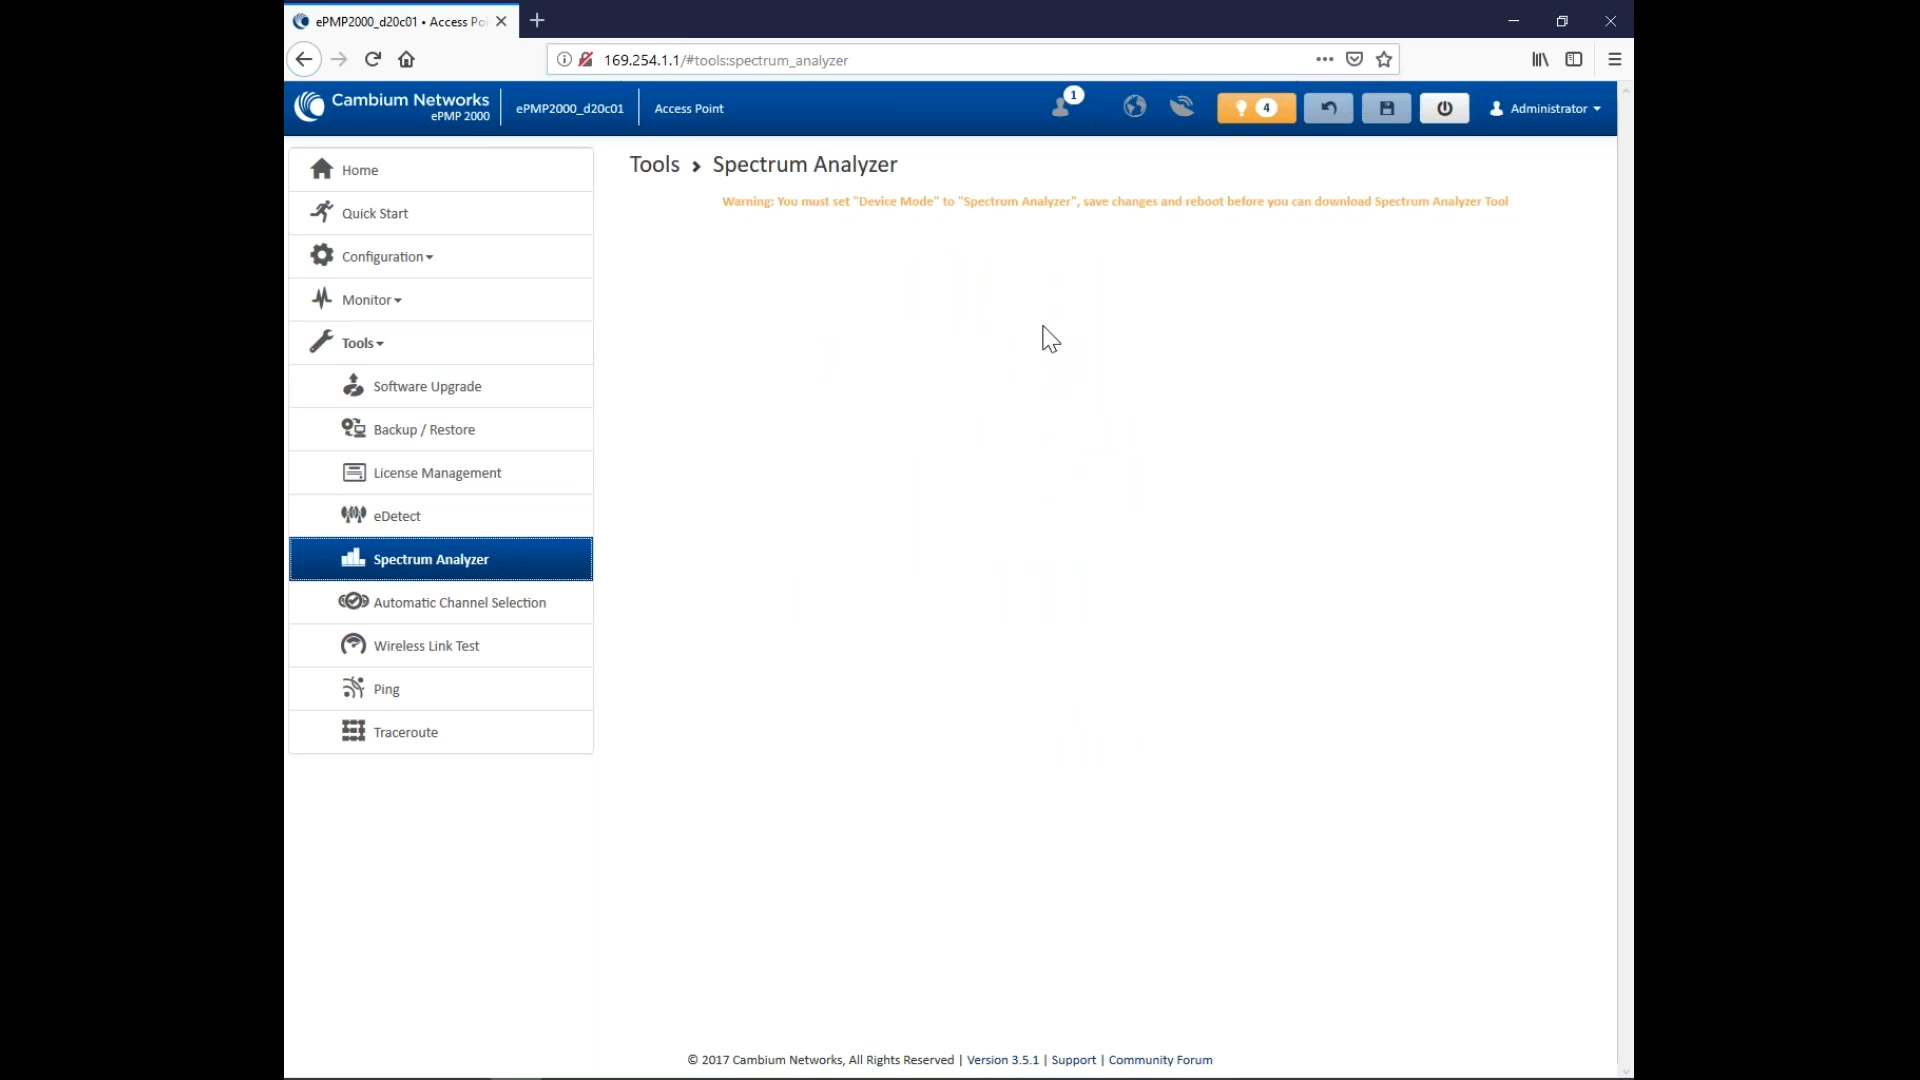 ePMP2000_d20c01 • Access Po
169.254.1.1/#tools:spectrum_analyzer
Cambium Networks
ePMP 2000
ePMP2000_d20c01
Access Point
1
4
Administrator
Home
Quick Start
Configuration
Monitor
Tools
Software Upgrade
Backup / Restore
License Management
eDetect
Spectrum Analyzer
Automatic Channel Selection
Wireless Link Test
Ping
Traceroute
Tools > Spectrum Analyzer
Warning: You must set "Device Mode" to "Spectrum Analyzer", save changes and reboot before you can download Spectrum Analyzer Tool
© 2017 Cambium Networks, All Rights Reserved | Version 3.5.1 | Support | Community Forum